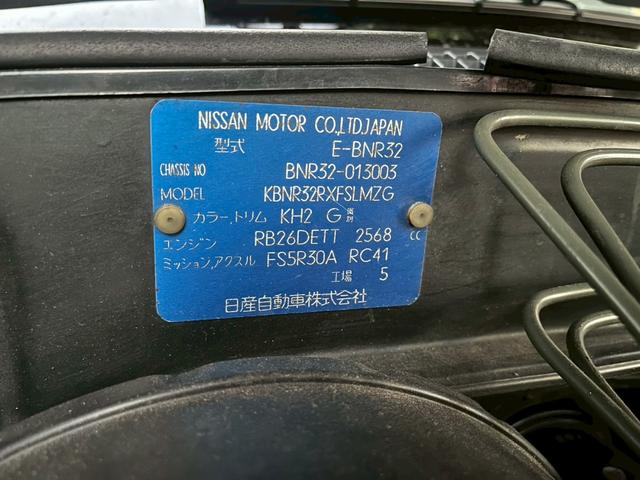 NISSAN MOTOR CO.,LTD.JAPAN
型式 E-BNR32
CHASSIS NO BNR32-013003
MODEL KBNR32RXFSLMZG
カラー,トリム KH2 G
エンジン RB26DETT 2568 cc
ミッション,アクスル FS5R30A RC41
工場 5
日産自動車株式会社